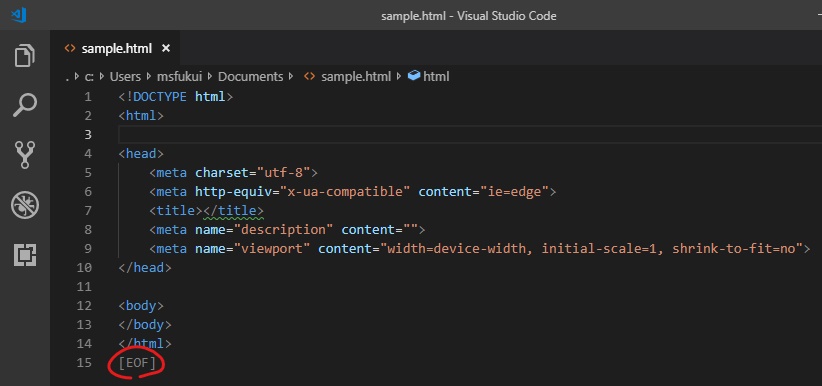 sample.html - Visual Studio Code
sample.html ×
. c: Users msfukui Documents <> sample.html html
1 <!DOCTYPE html>
2 <html>
3
4 <head>
5 <meta charset="utf-8">
6 <meta http-equiv="x-ua-compatible" content="ie=edge">
7 <title></title>
8 <meta name="description" content="">
9 <meta name="viewport" content="width=device-width, initial-scale=1, shrink-to-fit=no">
10 </head>
11
12 <body>
13 </body>
14 </html>
15 [EOF]